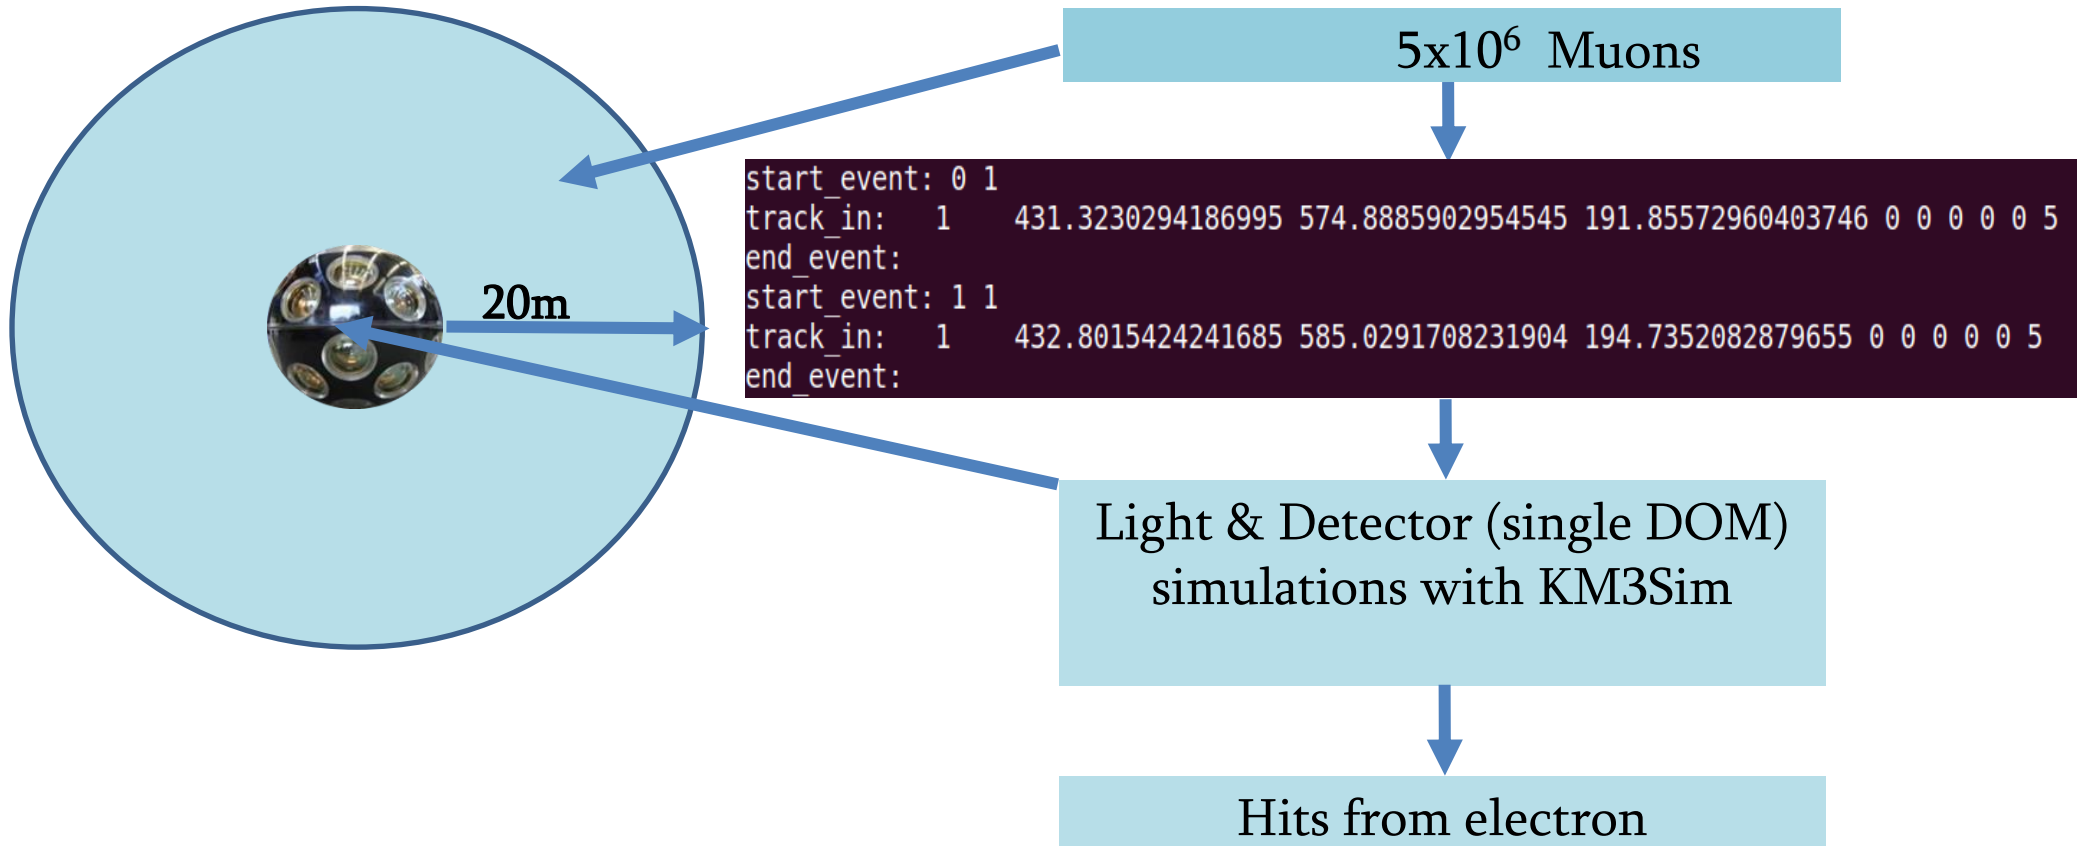 5x10⁶ Muons
20m
start_event: 0 1
track_in: 1 431.3230294186995 574.8885902954545 191.85572960403746 0 0 0 0 0 5
end_event:
start_event: 1 1
track_in: 1 432.8015424241685 585.0291708231904 194.7352082879655 0 0 0 0 0 5
end_event:
Light & Detector (single DOM)
simulations with KM3Sim
Hits from electron